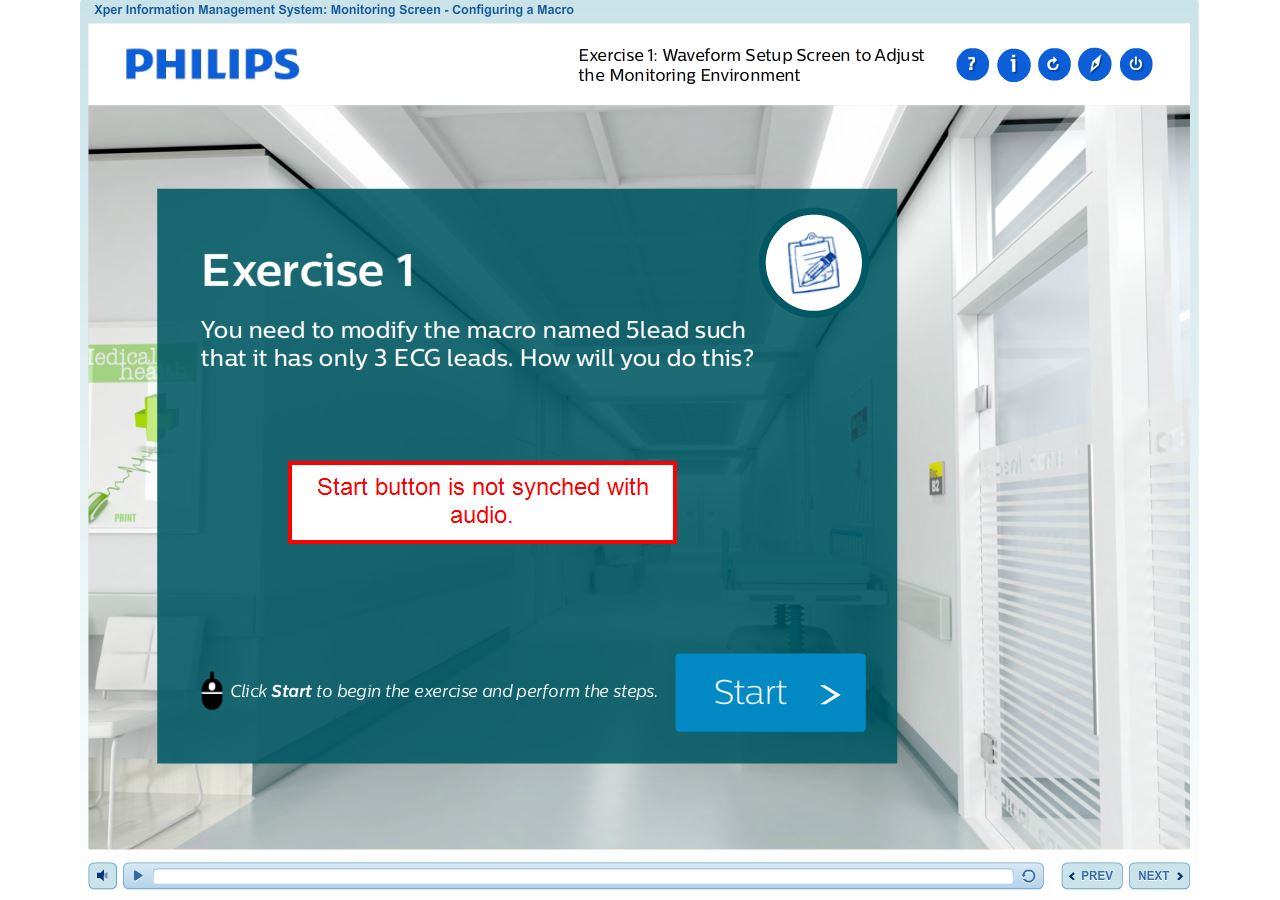 Xper Information Management System: Monitoring Screen - Configuring a Macro
PHILIPS
Exercise 1: Waveform Setup Screen to Adjust
the Monitoring Environment
? i
Exercise 1
You need to modify the macro named 5lead such
that it has only 3 ECG leads. How will you do this?
Medical
health
PRINT
B2
Start button is not synched with
audio.
Click Start to begin the exercise and perform the steps.
Start >
PREV
NEXT